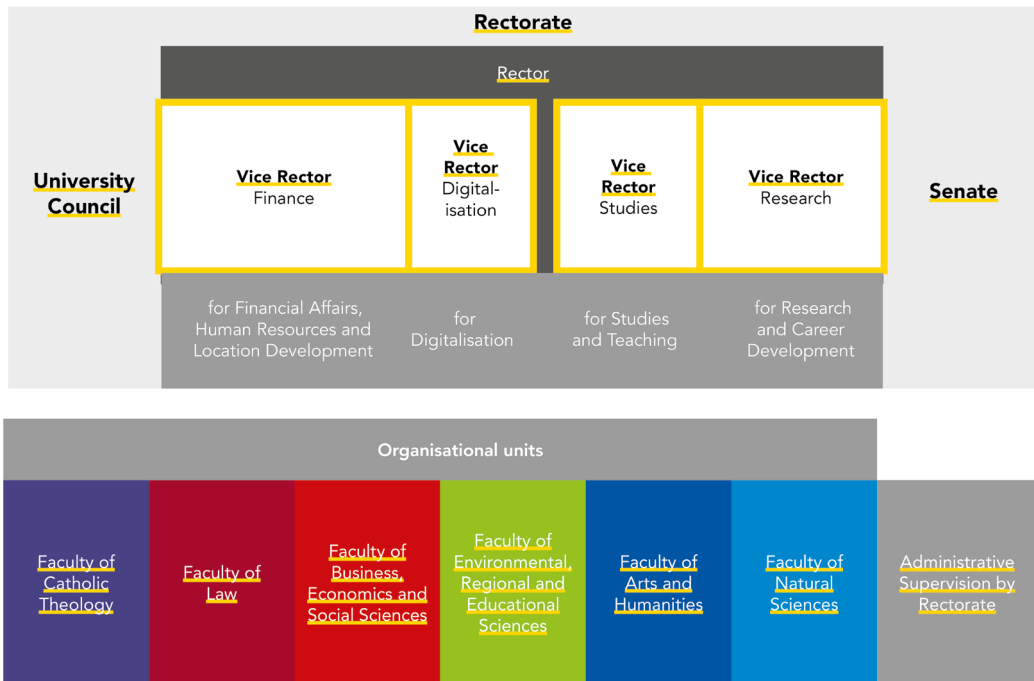 Rectorate
Rector
University
Council
Vice Rector
Finance
Vice
Rector
Digital-
isation
Vice
Rector
Studies
Vice Rector
Research
Senate
for Financial Affairs,
Human Resources and
Location Development
for
Digitalisation
for Studies
and Teaching
for Research
and Career
Development
Organisational units
Faculty of
Catholic
Theology
Faculty of
Law
Faculty of
Business,
Economics and
Social Sciences
Faculty of
Environmental,
Regional and
Educational
Sciences
Faculty of
Arts and
Humanities
Faculty of
Natural
Sciences
Administrative
Supervision by
Rectorate